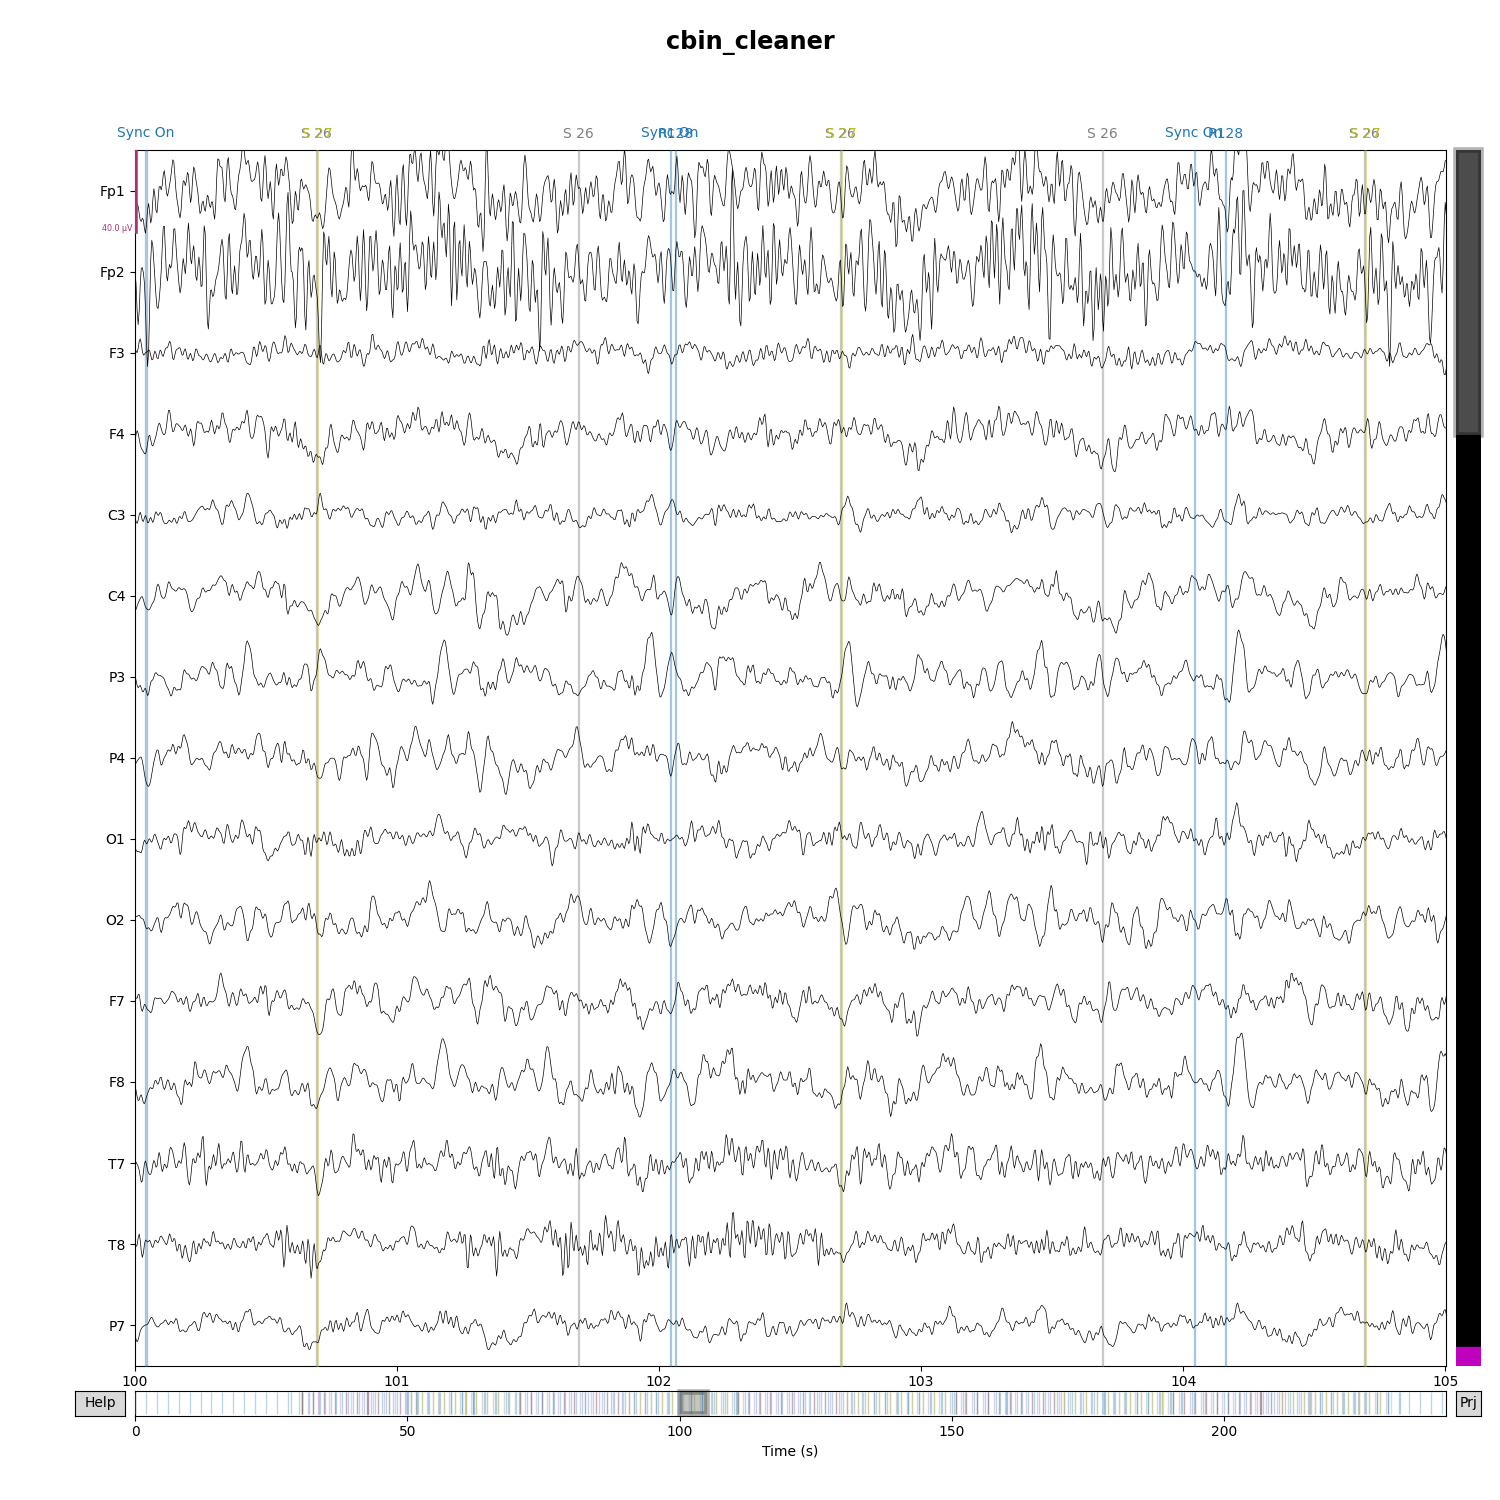 cbin_cleaner
Sync On S 26 S 26 Sync On R128 S 26 S 26 Sync On R128 S 26
Fp1
40.0 µV
Fp2
F3
F4
C3
C4
P3
P4
O1
O2
F7
F8
T7
T8
P7
100 101 102 103 104 105
Help Prj
0 50 100 150 200
Time (s)